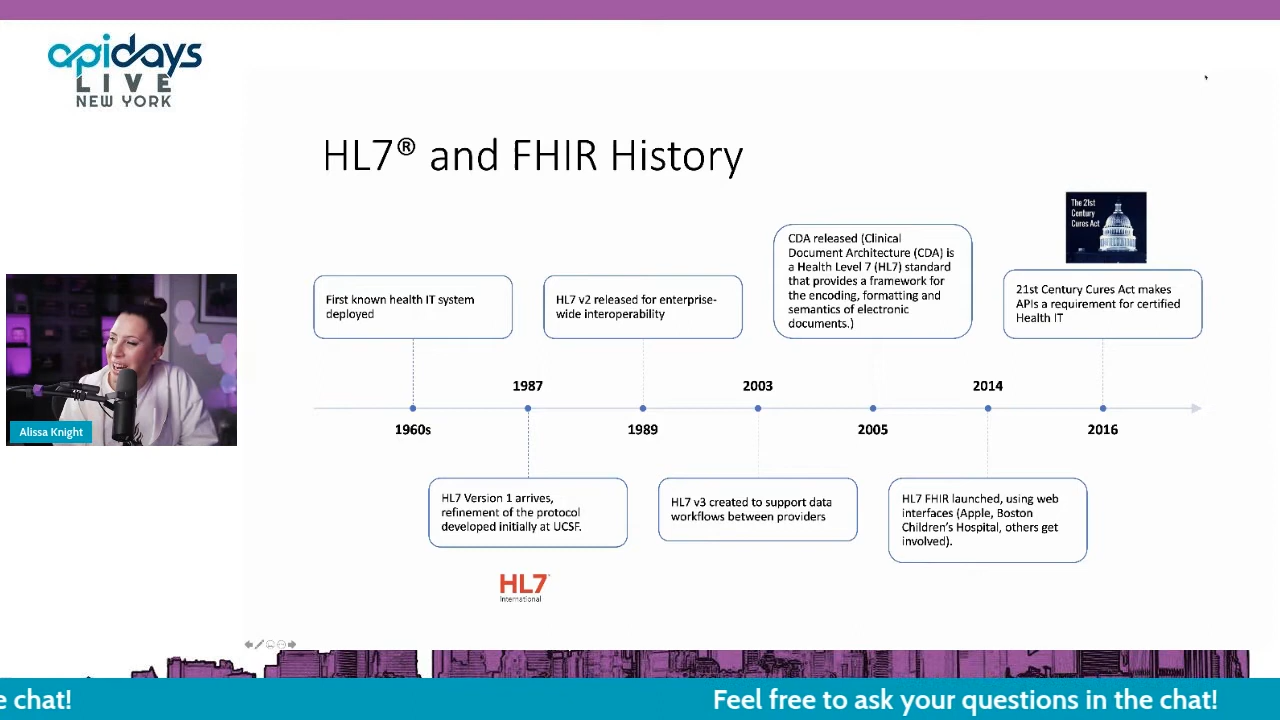 apidays
LIVE
NEW YORK
HL7® and FHIR History
The 21st
Century
Cures Act
First known health IT system
deployed
HL7 v2 released for enterprise-
wide interoperability
CDA released (Clinical
Document Architecture (CDA) is
a Health Level 7 (HL7) standard
that provides a framework for
the encoding, formatting and
semantics of electronic
documents.)
21st Century Cures Act makes
APIs a requirement for certified
Health IT
1987
2003
2014
1960s
1989
2005
2016
HL7 Version 1 arrives,
refinement of the protocol
developed initially at UCSF.
HL7 v3 created to support data
workflows between providers
HL7 FHIR launched, using web
interfaces (Apple, Boston
Children's Hospital, others get
involved).
HL7
International
Alissa Knight
e chat!
Feel free to ask your questions in the chat!